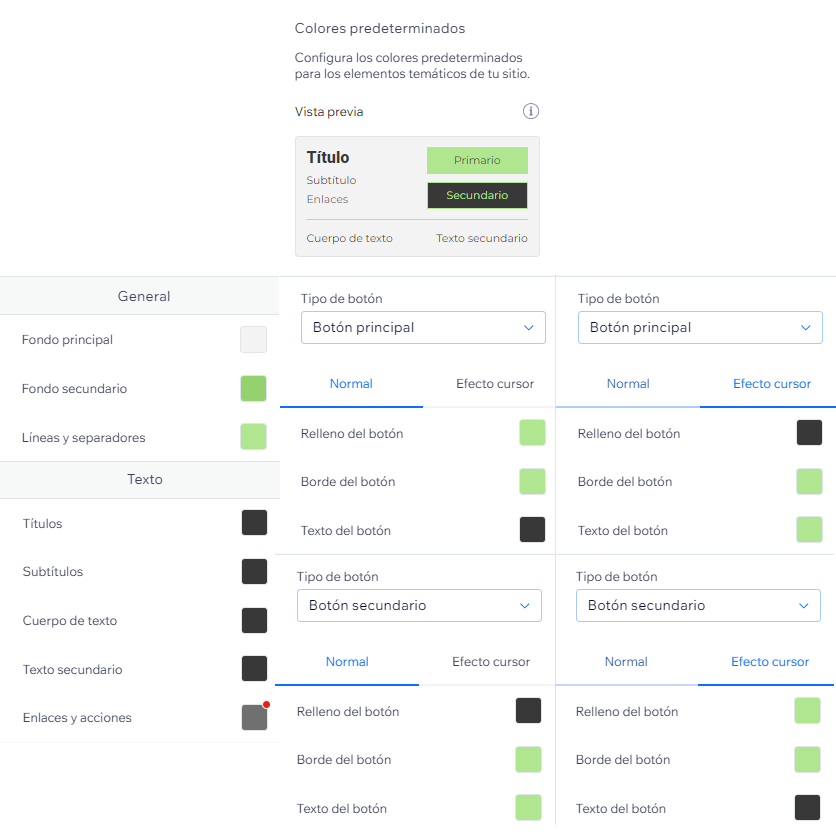 Colores predeterminados
Configura los colores predeterminados
para los elementos temáticos de tu sitio.
Vista previa
Título
Primario
Subtítulo
Secundario
Enlaces
Cuerpo de texto
Texto secundario
General
Fondo principal
Fondo secundario
Líneas y separadores
Texto
Títulos
Subtítulos
Cuerpo de texto
Texto secundario
Enlaces y acciones
Tipo de botón
Botón principal
Normal
Efecto cursor
Relleno del botón
Borde del botón
Texto del botón
Tipo de botón
Botón principal
Normal
Efecto cursor
Relleno del botón
Borde del botón
Texto del botón
Tipo de botón
Botón secundario
Normal
Efecto cursor
Relleno del botón
Borde del botón
Texto del botón
Tipo de botón
Botón secundario
Normal
Efecto cursor
Relleno del botón
Borde del botón
Texto del botón